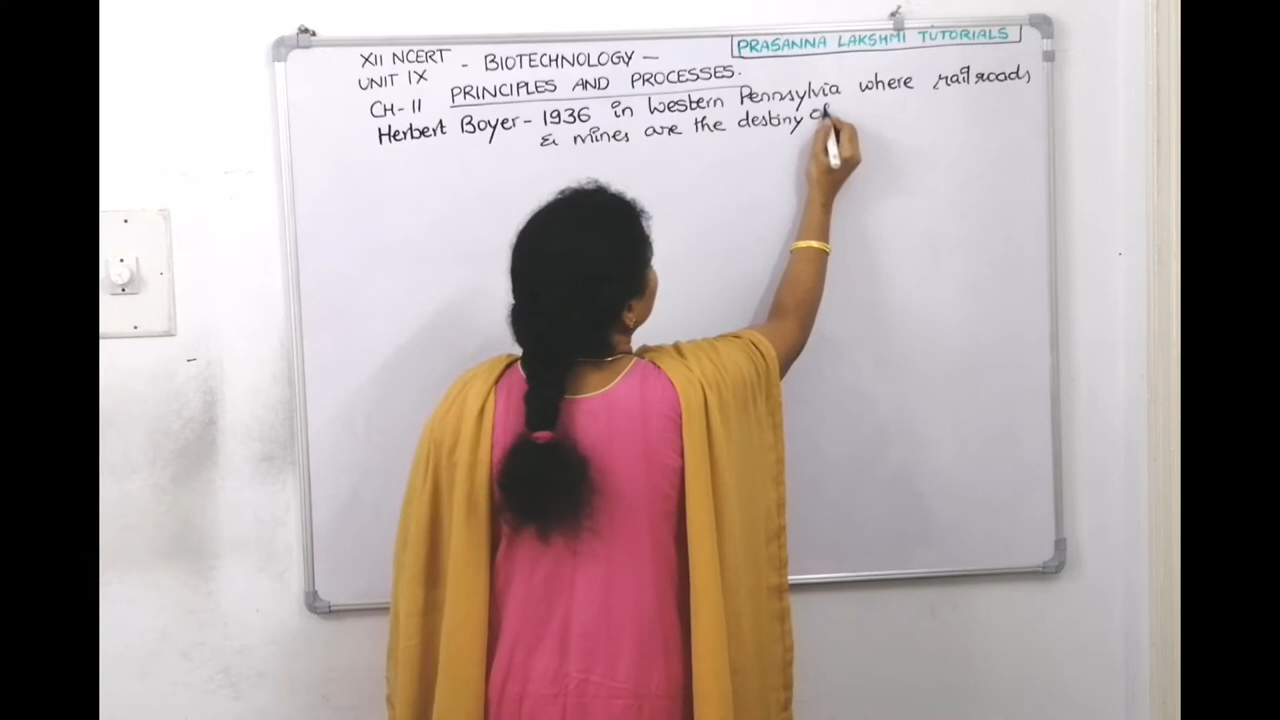 PRASANNA LAKSHMI TUTORIALS
XII NCERT - BIOTECHNOLOGY -
UNIT IX PRINCIPLES AND PROCESSES.
CH-11
Herbert Boyer - 1936 in Western Pennsylvia where railroads
& mines are the destiny of